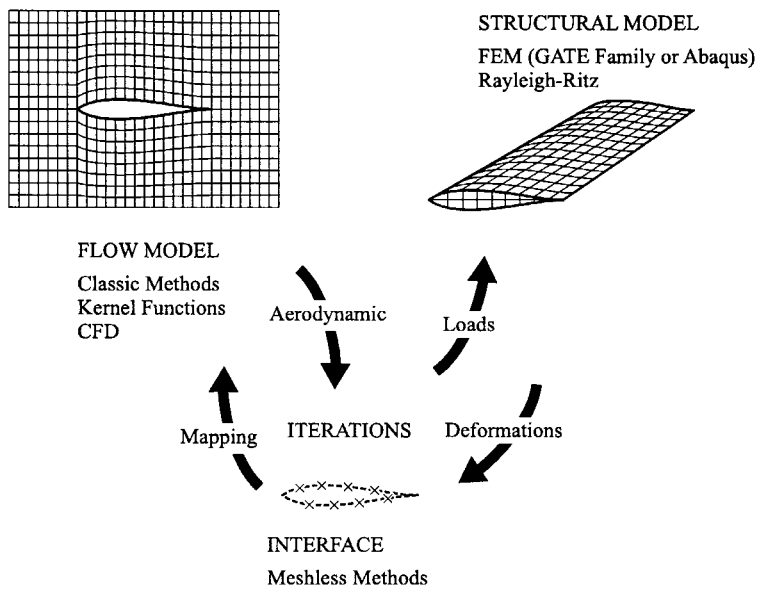 STRUCTURAL MODEL
FEM (GATE Family or Abaqus)
Rayleigh-Ritz
FLOW MODEL
Classic Methods
Kernel Functions
CFD
Aerodynamic
Loads
Mapping
ITERATIONS
Deformations
INTERFACE
Meshless Methods